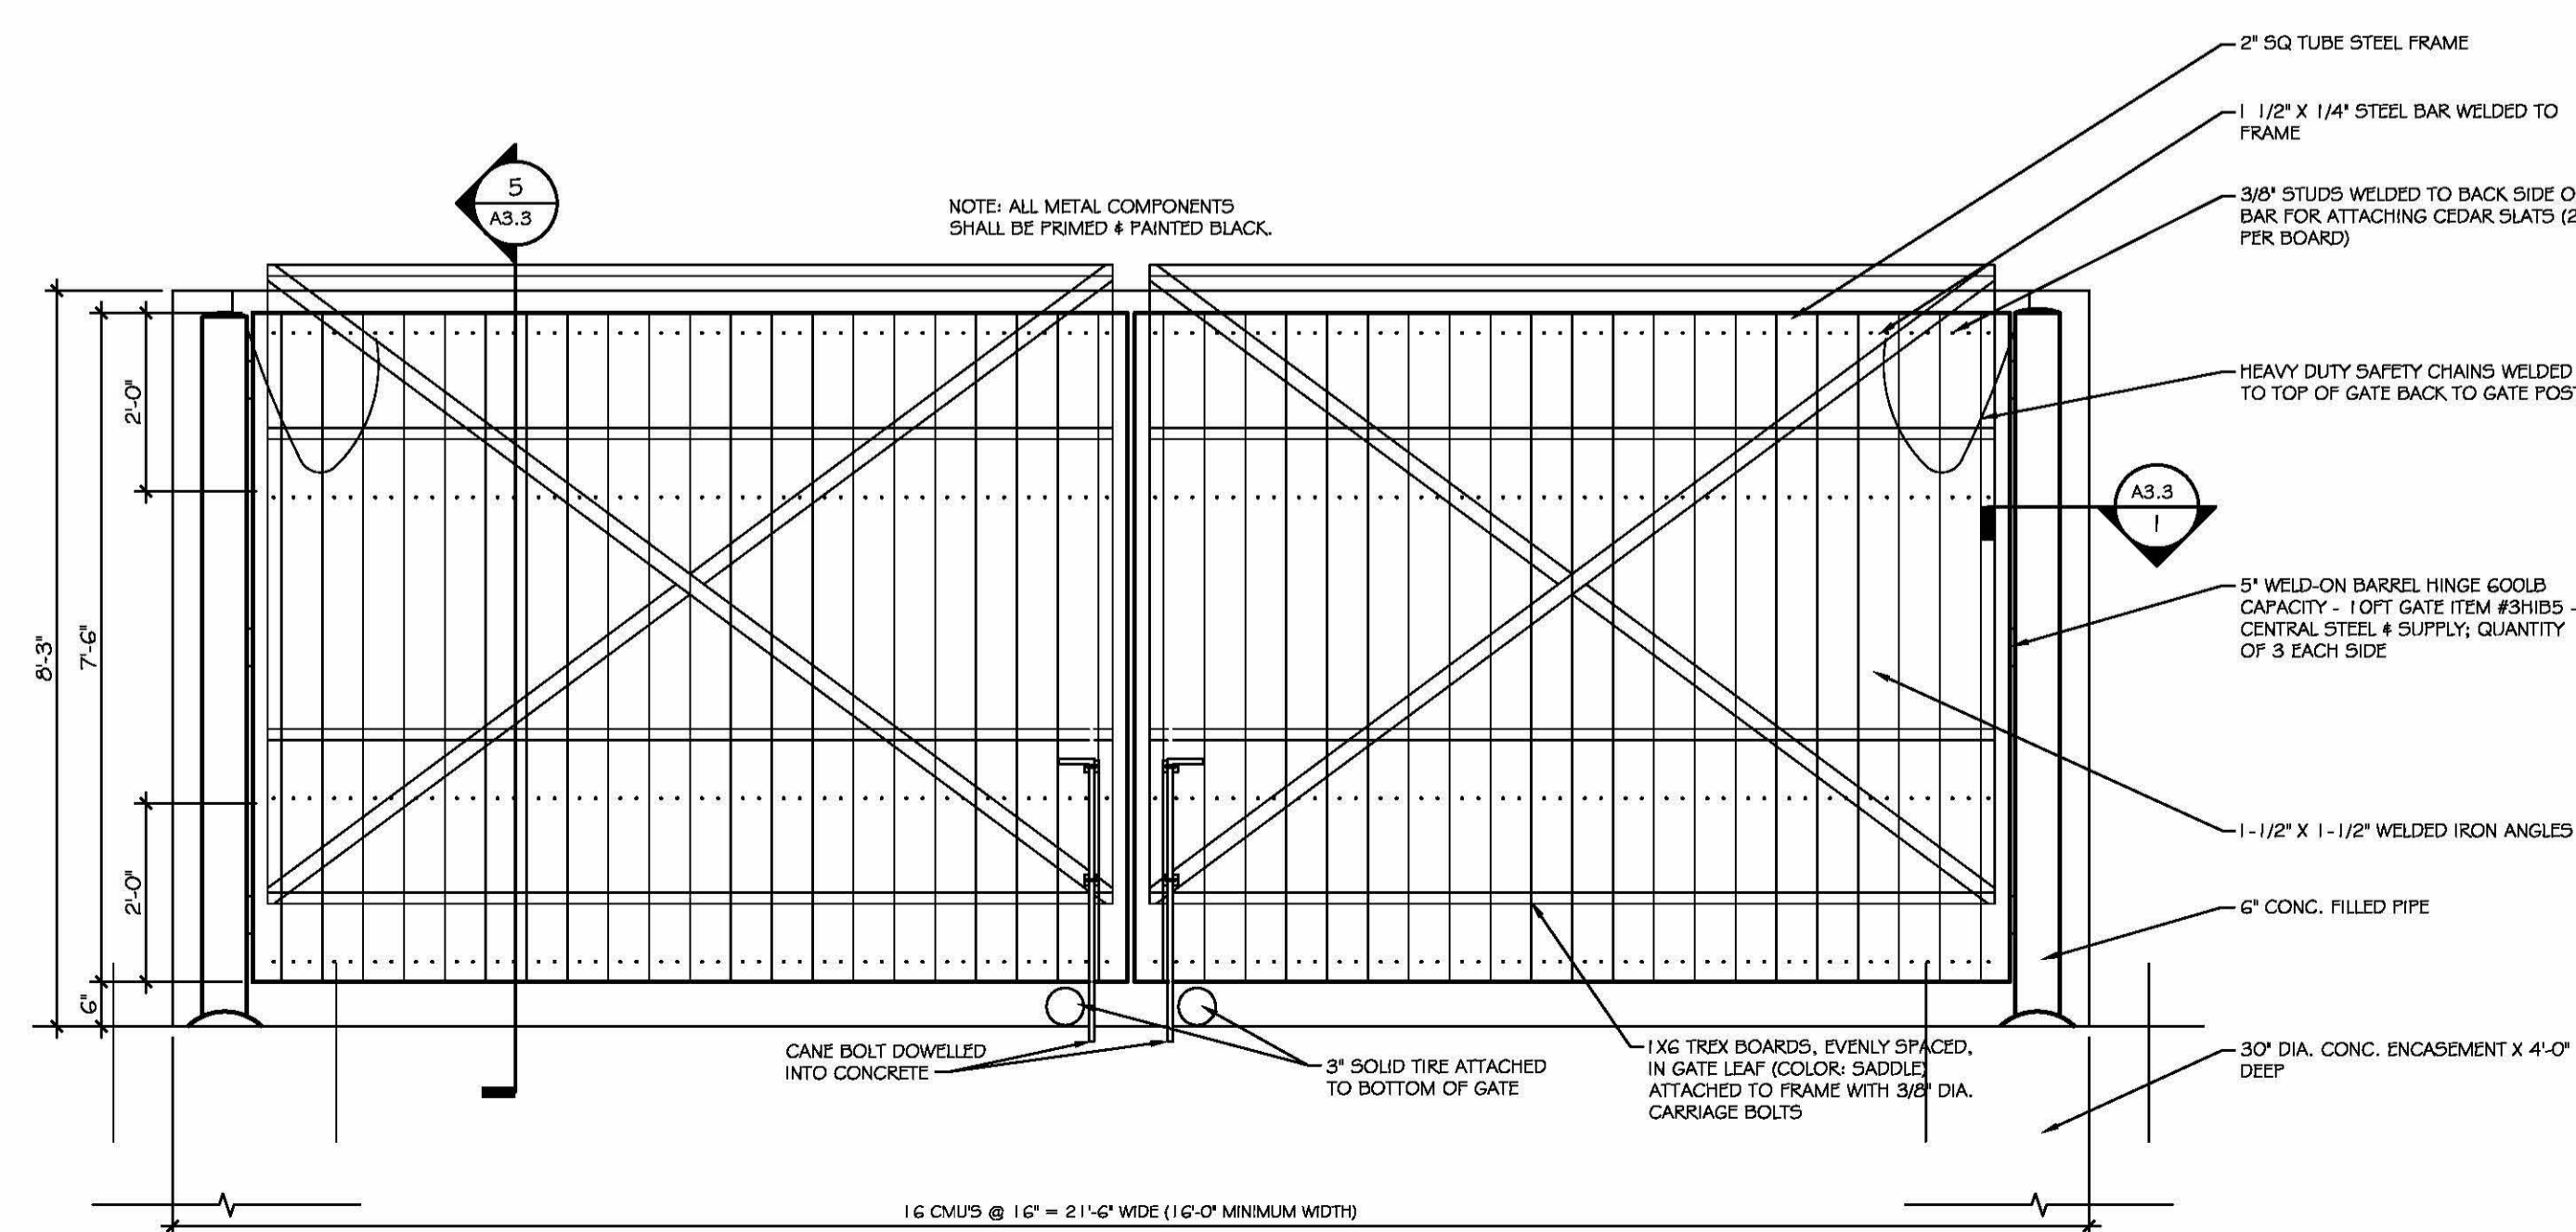 2" SQ TUBE STEEL FRAME
1 1/2" X 1/4" STEEL BAR WELDED TO
FRAME
3/8" STUDS WELDED TO BACK SIDE O
BAR FOR ATTACHING CEDAR SLATS (2
PER BOARD)
5
A3.3
NOTE: ALL METAL COMPONENTS
SHALL BE PRIMED & PAINTED BLACK.
HEAVY DUTY SAFETY CHAINS WELDED
TO TOP OF GATE BACK TO GATE POS
2'-0"
A3.3
1
8'-3"
7'-6"
5" WELD-ON BARREL HINGE 600LB
CAPACITY - 10FT GATE ITEM #3HIB5 -
CENTRAL STEEL & SUPPLY; QUANTITY
OF 3 EACH SIDE
1-1/2" X 1-1/2" WELDED IRON ANGLES
2'-0"
6" CONC. FILLED PIPE
6"
CANE BOLT DOWELLED
INTO CONCRETE
3" SOLID TIRE ATTACHED
TO BOTTOM OF GATE
1X6 TREX BOARDS, EVENLY SPACED,
IN GATE LEAF (COLOR: SADDLE)
ATTACHED TO FRAME WITH 3/8" DIA.
CARRIAGE BOLTS
30" DIA. CONC. ENCASEMENT X 4'-0"
DEEP
16 CMU'S @ 16" = 21'-6" WIDE (16'-0" MINIMUM WIDTH)